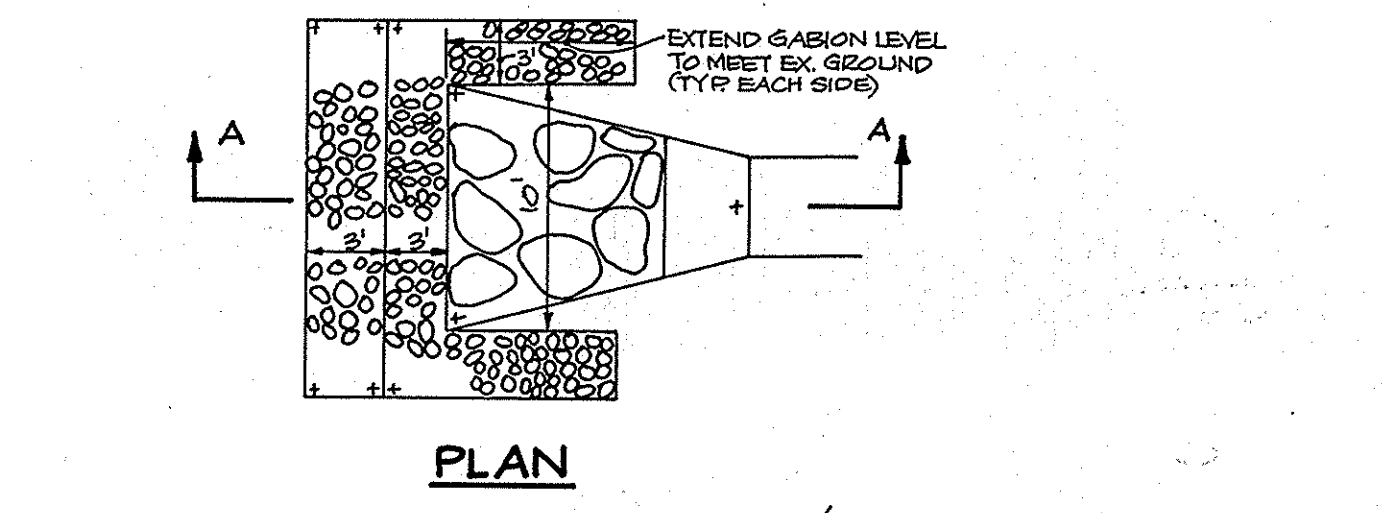 EXTEND GABION LEVEL
TO MEET EX. GROUND
(TYP. EACH SIDE)
3'
A
A
10'
3'
3'
PLAN